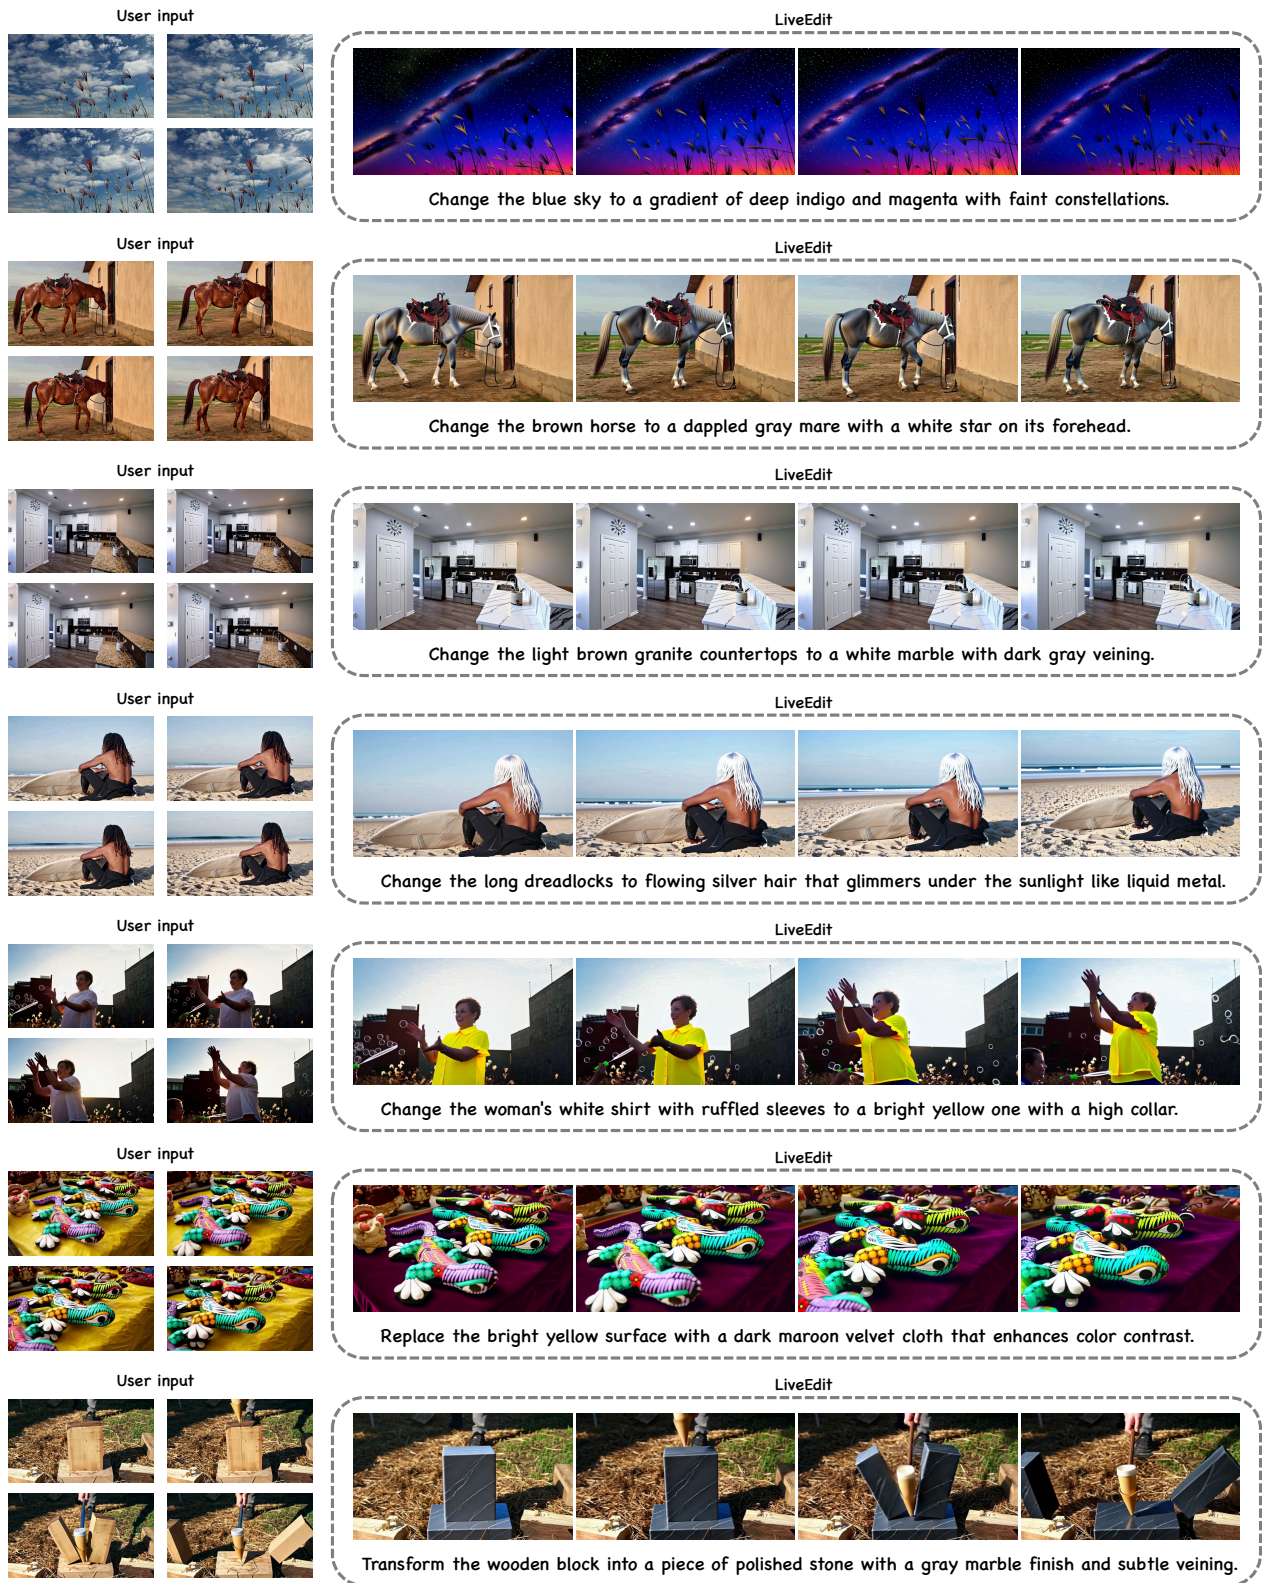 User input
LiveEdit
Change the blue sky to a gradient of deep indigo and magenta with faint constellations.
User input
LiveEdit
Change the brown horse to a dappled gray mare with a white star on its forehead.
User input
LiveEdit
Change the light brown granite countertops to a white marble with dark gray veining.
User input
LiveEdit
Change the long dreadlocks to flowing silver hair that glimmers under the sunlight like liquid metal.
User input
LiveEdit
Change the woman's white shirt with ruffled sleeves to a bright yellow one with a high collar.
User input
LiveEdit
Replace the bright yellow surface with a dark maroon velvet cloth that enhances color contrast.
User input
LiveEdit
Transform the wooden block into a piece of polished stone with a gray marble finish and subtle veining.